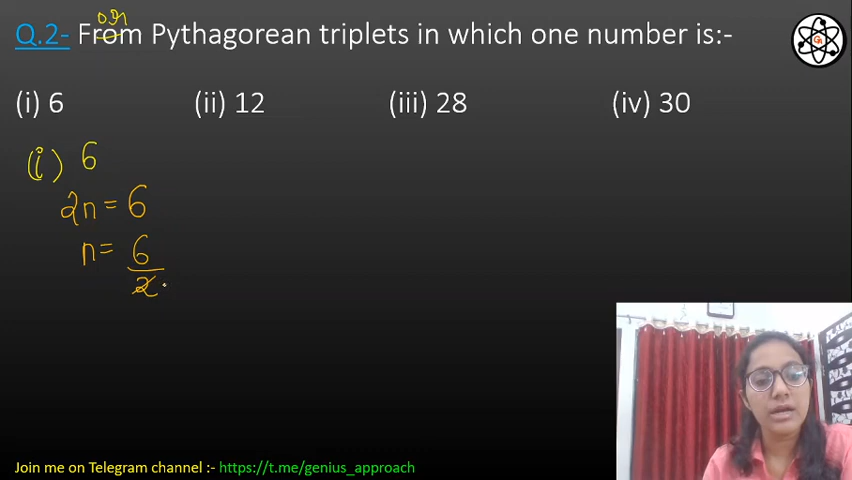 Q.2- From Pythagorean triplets in which one number is:-
(i) 6 (ii) 12 (iii) 28 (iv) 30
(i) 6
2n = 6
n = 6
2
Join me on Telegram channel :- https://t.me/genius_approach